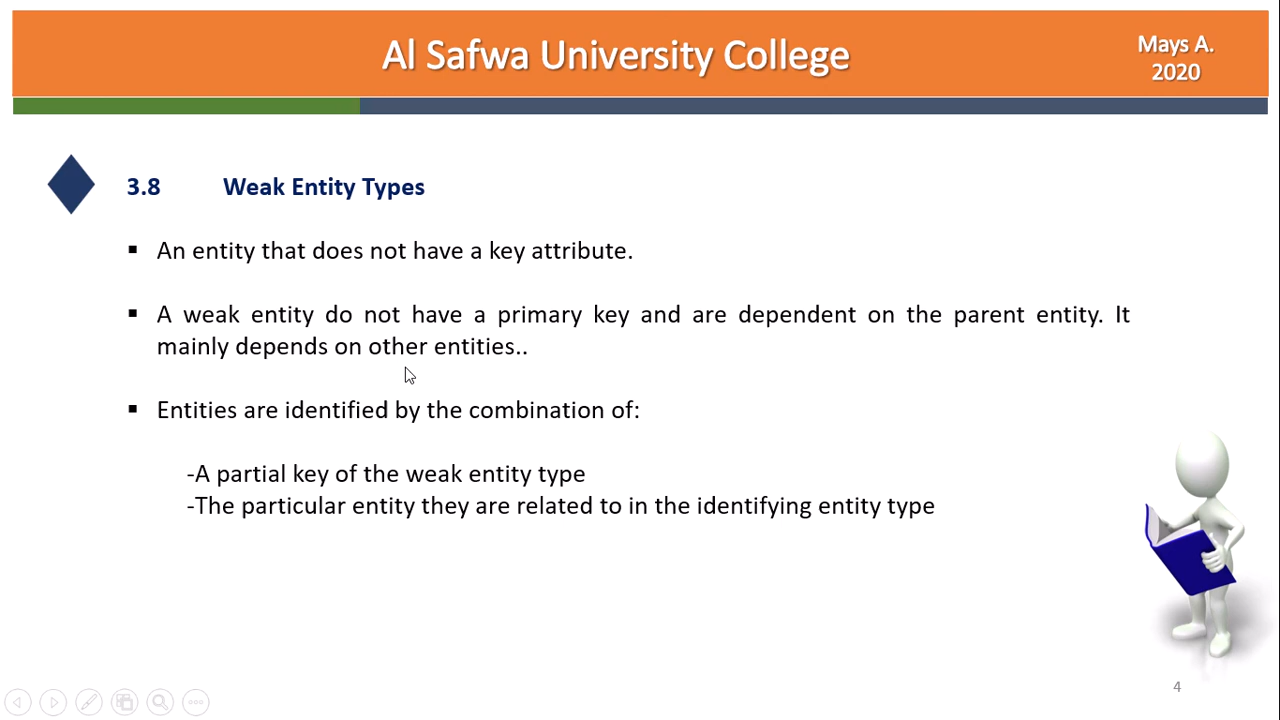 Al Safwa University College
Mays A.
2020
3.8 Weak Entity Types
▪ An entity that does not have a key attribute.
▪ A weak entity do not have a primary key and are dependent on the parent entity. It
mainly depends on other entities..
▪ Entities are identified by the combination of:
-A partial key of the weak entity type
-The particular entity they are related to in the identifying entity type
4